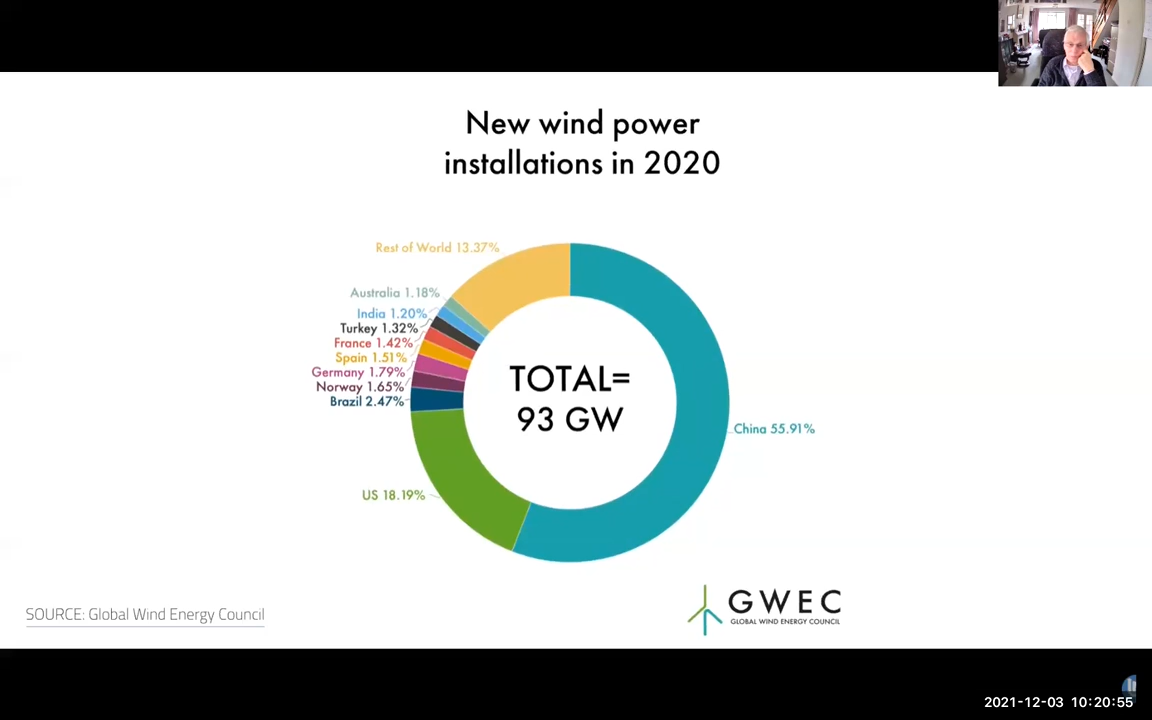 New wind power
installations in 2020
Rest of World 13.37%
Australia 1.18%
India 1.20%
Turkey 1.32%
France 1.42%
Spain 1.51%
Germany 1.79%
Norway 1.65%
Brazil 2.47%
TOTAL=
93 GW
China 55.91%
US 18.19%
GWEC
GLOBAL WIND ENERGY COUNCIL
SOURCE: Global Wind Energy Council
2021-12-03 10:20:55